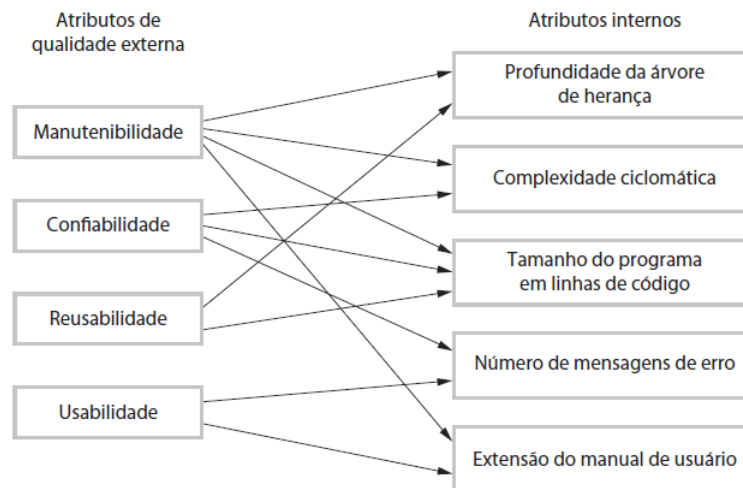 Atributos de
qualidade externa
Atributos internos
Manutenibilidade
Confiabilidade
Reusabilidade
Usabilidade
Profundidade da árvore
de herança
Complexidade ciclomática
Tamanho do programa
em linhas de código
Número de mensagens de erro
Extensão do manual de usuário